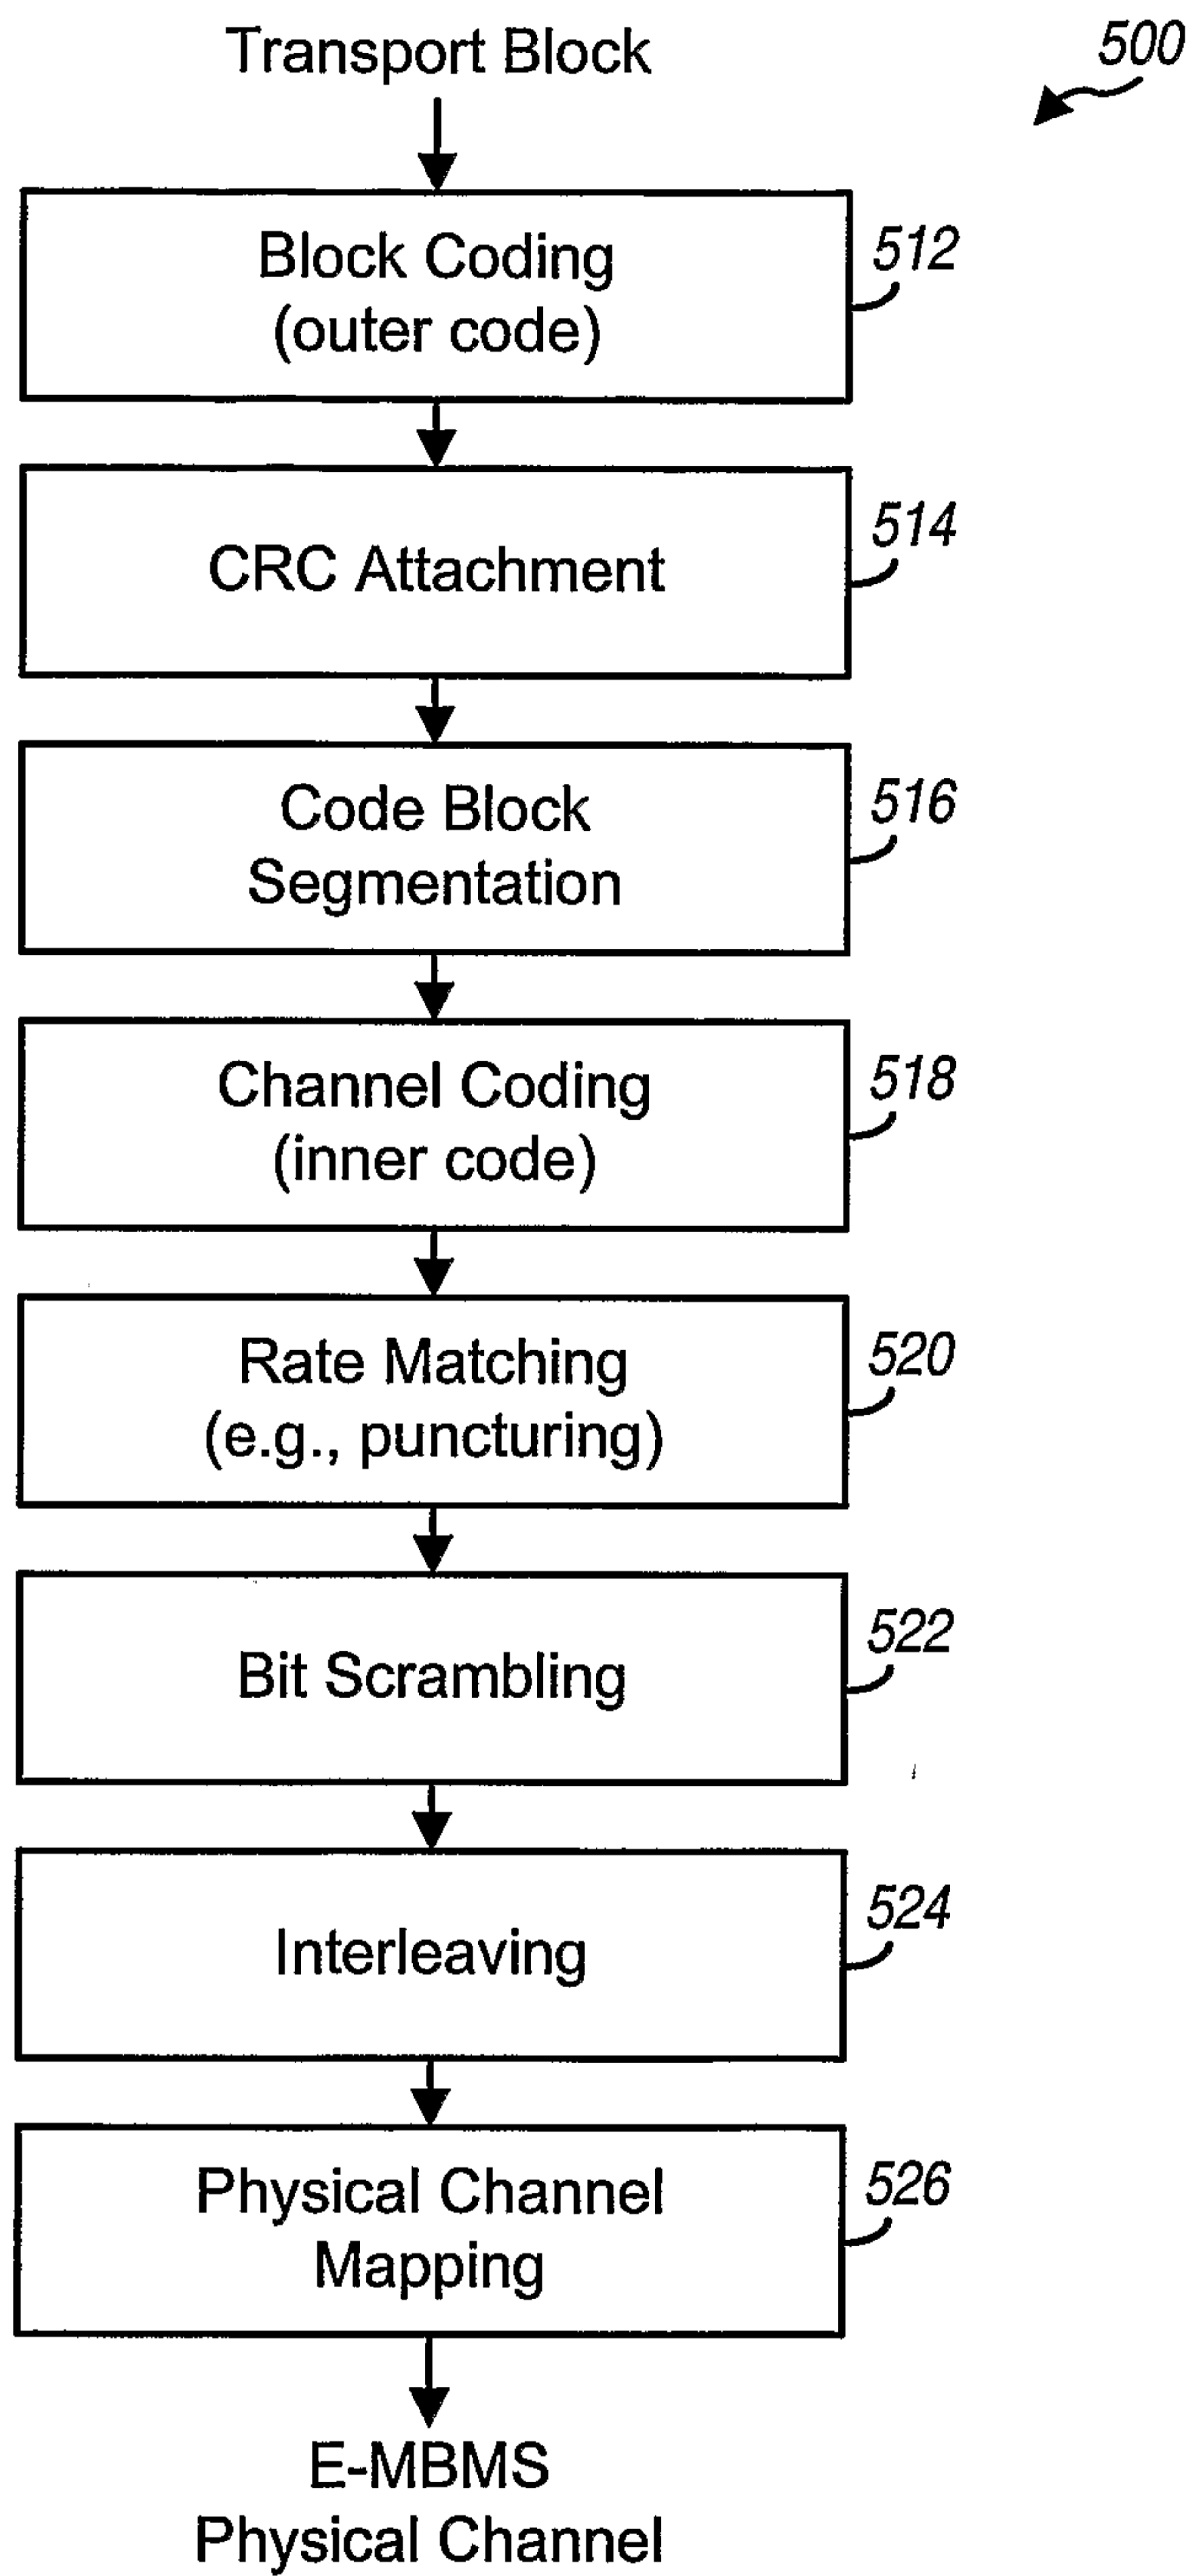 Transport Block
500
Block Coding
(outer code)
512
CRC Attachment
514
Code Block
Segmentation
516
Channel Coding
(inner code)
518
Rate Matching
(e.g., puncturing)
520
Bit Scrambling
522
Interleaving
524
Physical Channel
Mapping
526
E-MBMS
Physical Channel